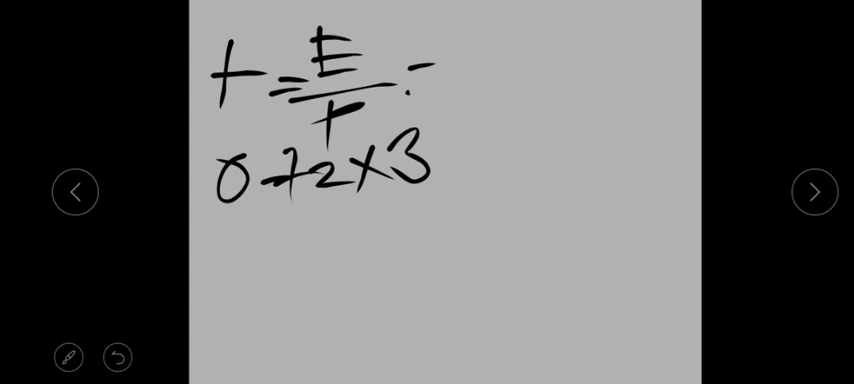 t = E/P :-
0.72 x 3